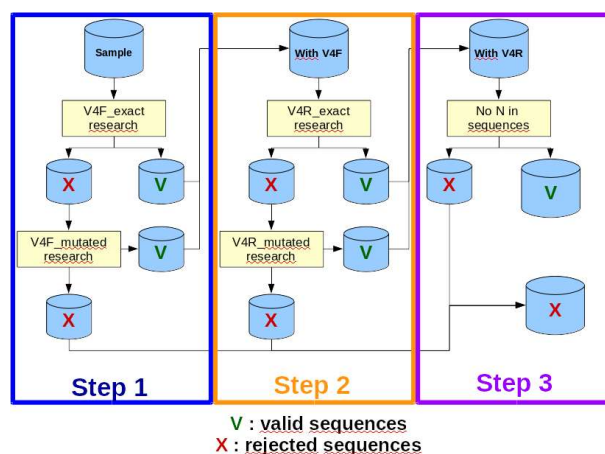 Sample
V4F_exact
research
X
V
V4F_mutated
research
V
X
Step 1
With V4F
V4R_exact
research
X
V
V4R_mutated
research
V
X
Step 2
With V4R
No N in
sequences
X
V
X
Step 3
V : valid sequences
X : rejected sequences